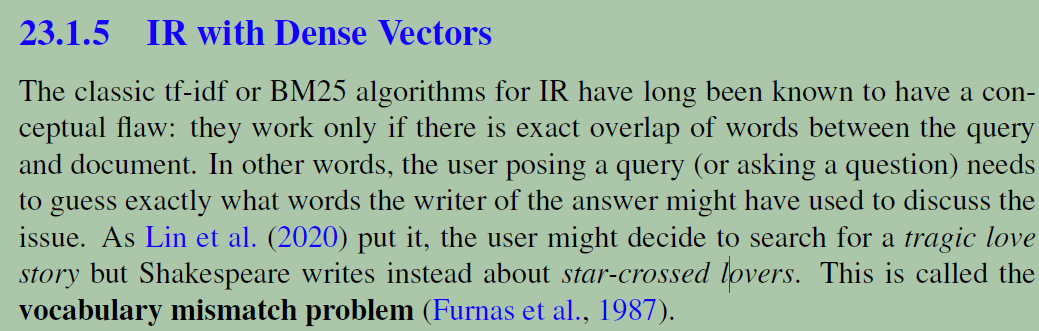 23.1.5 IR with Dense Vectors
The classic tf-idf or BM25 algorithms for IR have long been known to have a con-
ceptual flaw: they work only if there is exact overlap of words between the query
and document. In other words, the user posing a query (or asking a question) needs
to guess exactly what words the writer of the answer might have used to discuss the
issue. As Lin et al. (2020) put it, the user might decide to search for a tragic love
story but Shakespeare writes instead about star-crossed lovers. This is called the
vocabulary mismatch problem (Furnas et al., 1987).